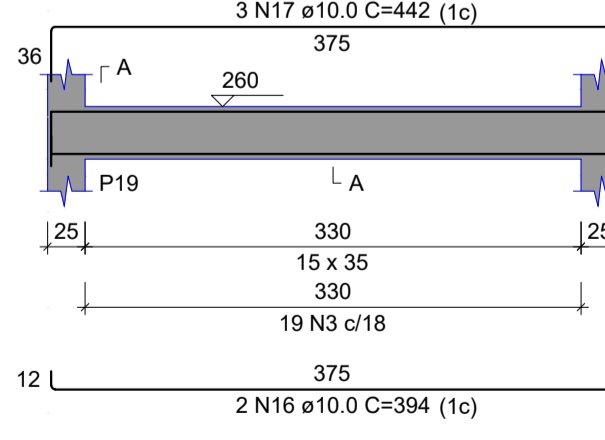 3 N17 ø10.0 C=442 (1c)
375
36
A
260
P19
A
25
330
25
15 x 35
330
19 N3 c/18
12
375
2 N16 ø10.0 C=394 (1c)